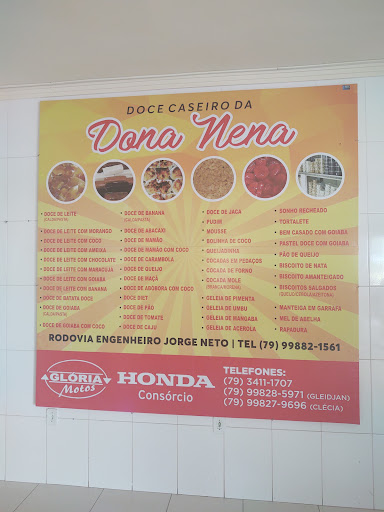 DOCE CASEIRO DA
Dona Nena
• DOCE DE LEITE
• DOCE DE LEITE COM MORANGO
• DOCE DE LEITE COM COCO
• DOCE DE LEITE COM AMEIXA
• DOCE DE LEITE COM CHOCOLATE
• DOCE DE LEITE COM MARACUJA
• DOCE DE LEITE COM GOIABA
• DOCE DE LEITE COM BANANA
• DOCE DE BATATA DOCE
• DOCE DE GOIABA
• DOCE DE GOIABA COM COCO
• DOCE DE BANANA
• DOCE DE ABACAXI
• DOCE DE MAMÃO
• DOCE DE MAMÃO COM COCO
• DOCE DE CARAMBOLA
• DOCE DE QUEIJO
• DOCE DE MAÇÃ
• DOCE DE ABOBORA COM COCO
• DOCE DIET
• DOCE DE PÃO
• DOCE DE TOMATE
• DOCE DE CAJU
• DOCE DE JACA
• PUDIM
• MOUSSE
• BOLINHA DE COCO
• QUEIJADINHA
• COCADAS EM PEDAÇOS
• COCADA DE FORNO
• COCADA MOLE
• GELEIA DE PIMENTA
• GELEIA DE UMBU
• GELEIA DE MANGABA
• GELEIA DE ACEROLA
• SONHO RECHEADO
• TORTALETE
• BEM CASADO COM GOIABA
• PASTEL DOCE COM GOIABA
• PÃO DE QUEIJO
• BISCOITO DE NATA
• BISCOITO AMANTEIGADO
• BISCOITOS SALGADOS
• MANTEIGA EM GARRAFA
• MEL DE ABELHA
• RAPADURA
RODOVIA ENGENHEIRO JORGE NETO | TEL (79) 99882-1561
GLÓRIA
Motos
HONDA
Consórcio
TELEFONES:
(79) 3411-1707
(79) 99828-5971 (GLEIDJAN)
(79) 99827-9696 (CLÉCIA)